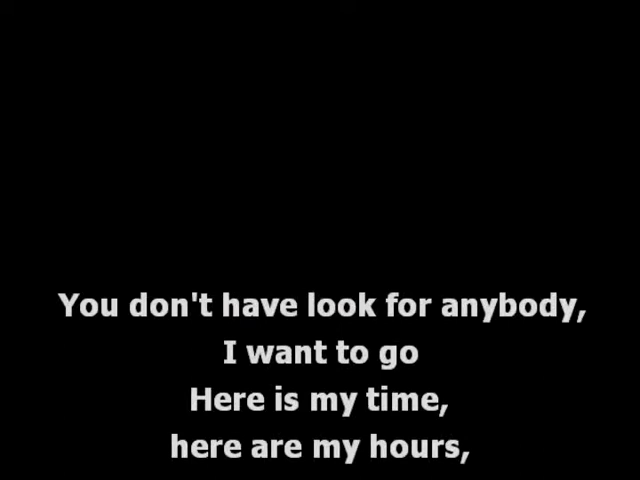 You don't have look for anybody,
I want to go
Here is my time,
here are my hours,